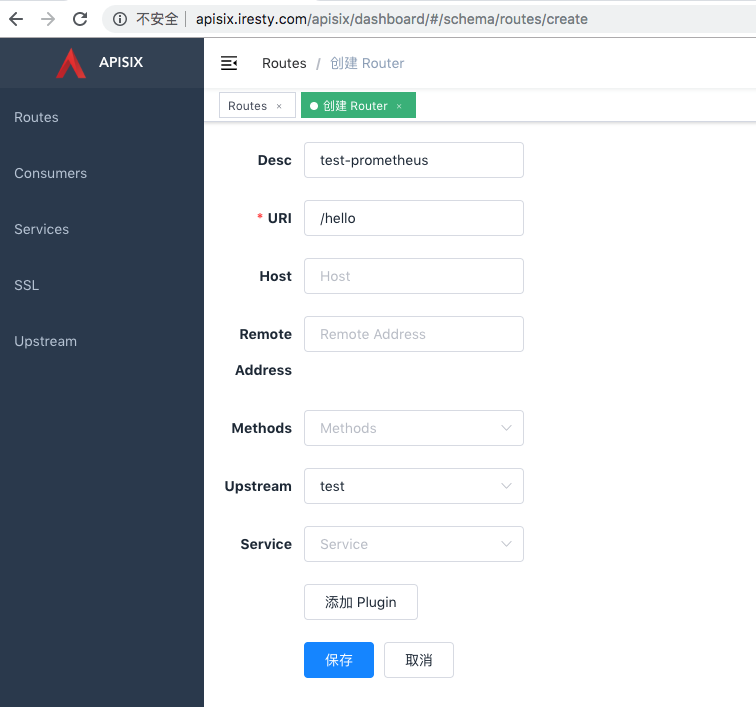 不安全 apisix.iresty.com/apisix/dashboard/#/schema/routes/create
APISIX
Routes / 创建 Router
Routes ×
创建 Router ×
Routes
Consumers
Services
SSL
Upstream
Desc test-prometheus
* URI /hello
Host Host
Remote Address Remote Address
Methods Methods
Upstream test
Service Service
添加 Plugin
保存 取消